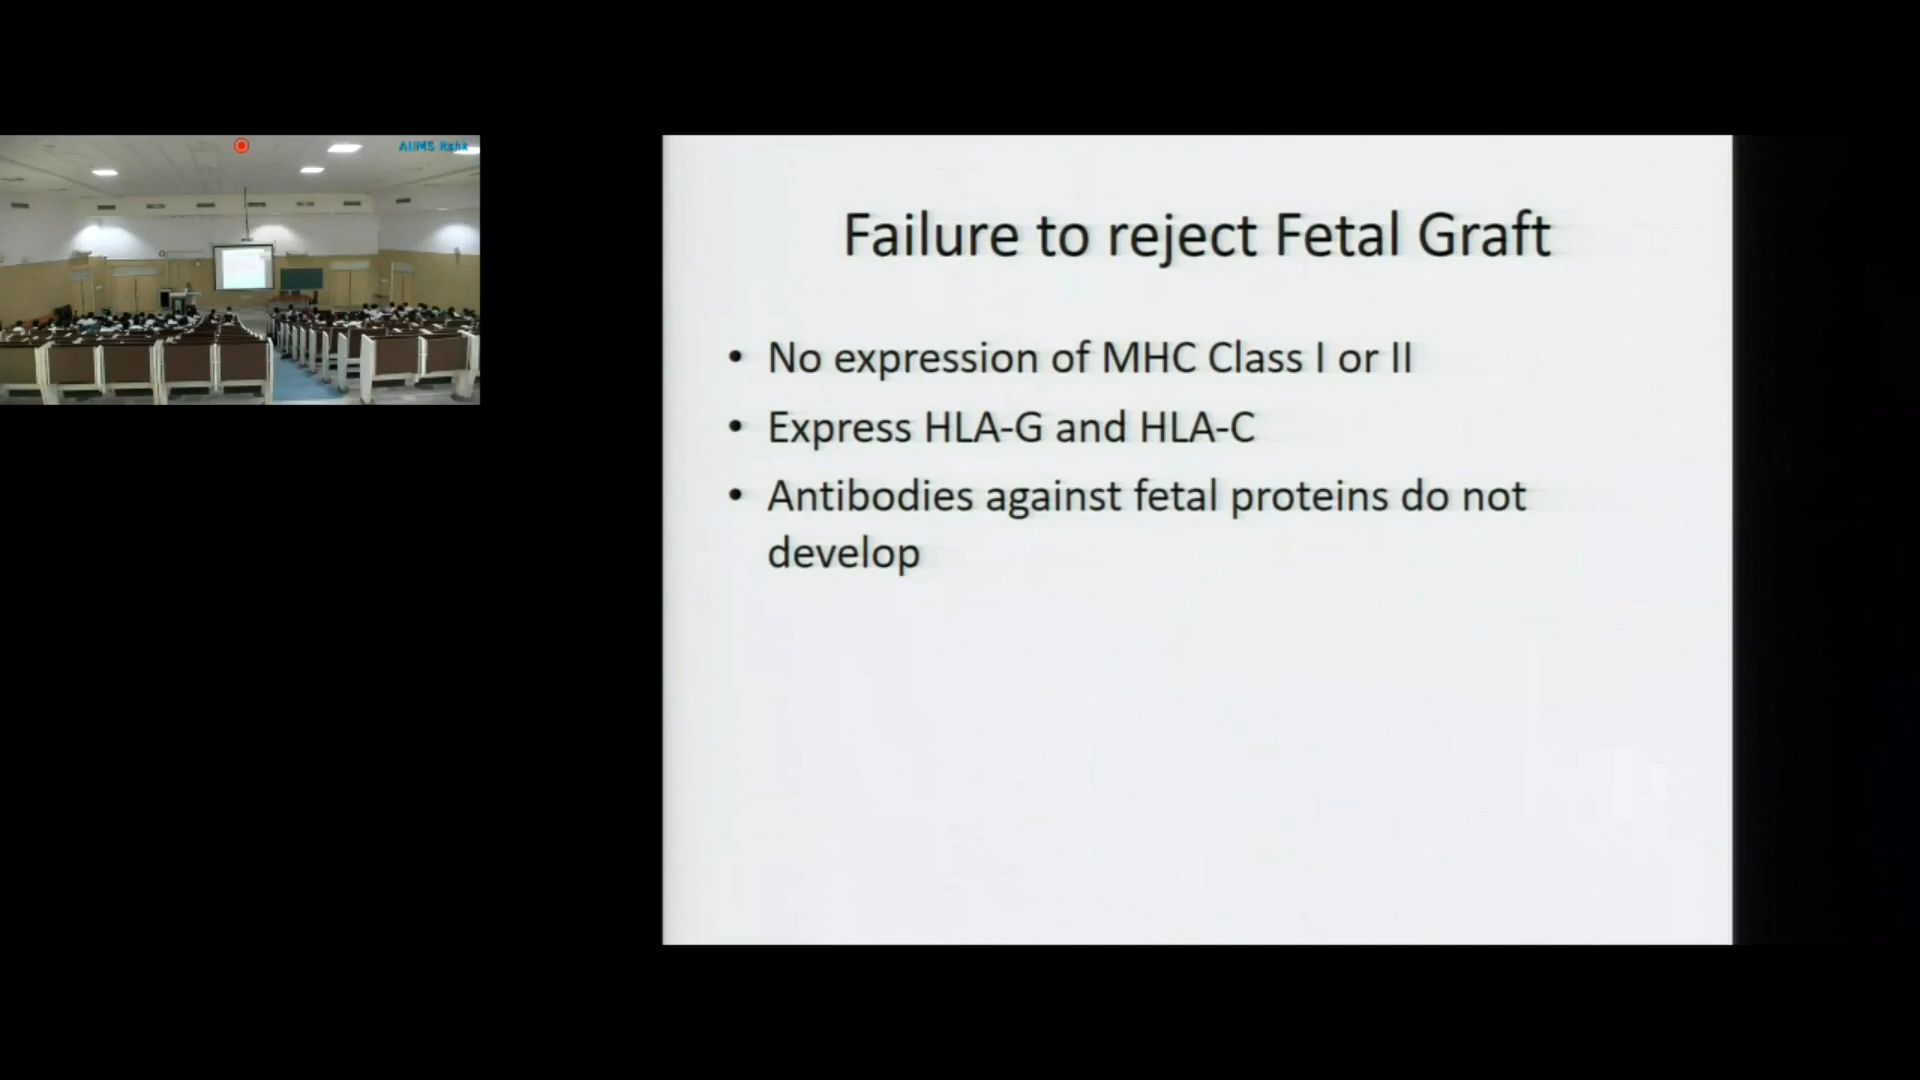 AIIMS Rshk
Failure to reject Fetal Graft
• No expression of MHC Class I or II
• Express HLA-G and HLA-C
• Antibodies against fetal proteins do not
develop